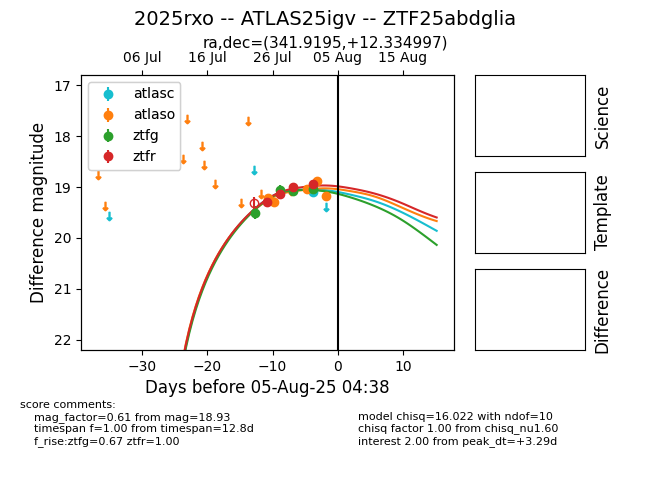 2025rxo -- ATLAS25igv -- ZTF25abdglia
ra,dec=(341.9195,+12.334997)
06 Jul 16 Jul 26 Jul 05 Aug 15 Aug
17
18
19
20
21
22
Difference magnitude
atlasc
atlaso
ztfg
ztfr
−30 −20 −10 0 10
Days before 05-Aug-25 04:38
Science
Template
Difference
score comments:
mag_factor=0.61 from mag=18.93
timespan f=1.00 from timespan=12.8d
f_rise:ztfg=0.67 ztfr=1.00
model chisq=16.022 with ndof=10
chisq factor 1.00 from chisq_nu1.60
interest 2.00 from peak_dt=+3.29d